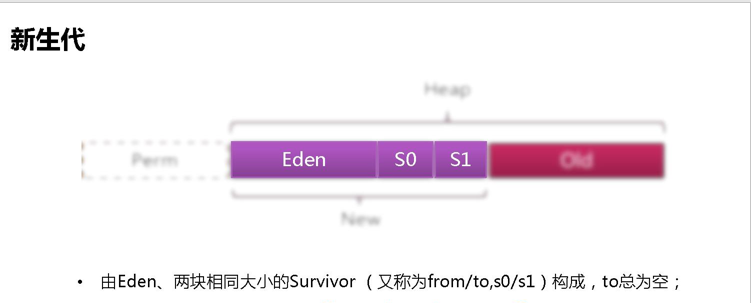 新生代
Heap
Perm
Eden S0 S1 Old
New
• 由Eden、两块相同大小的Survivor （又称为from/to,s0/s1）构成，to总为空；